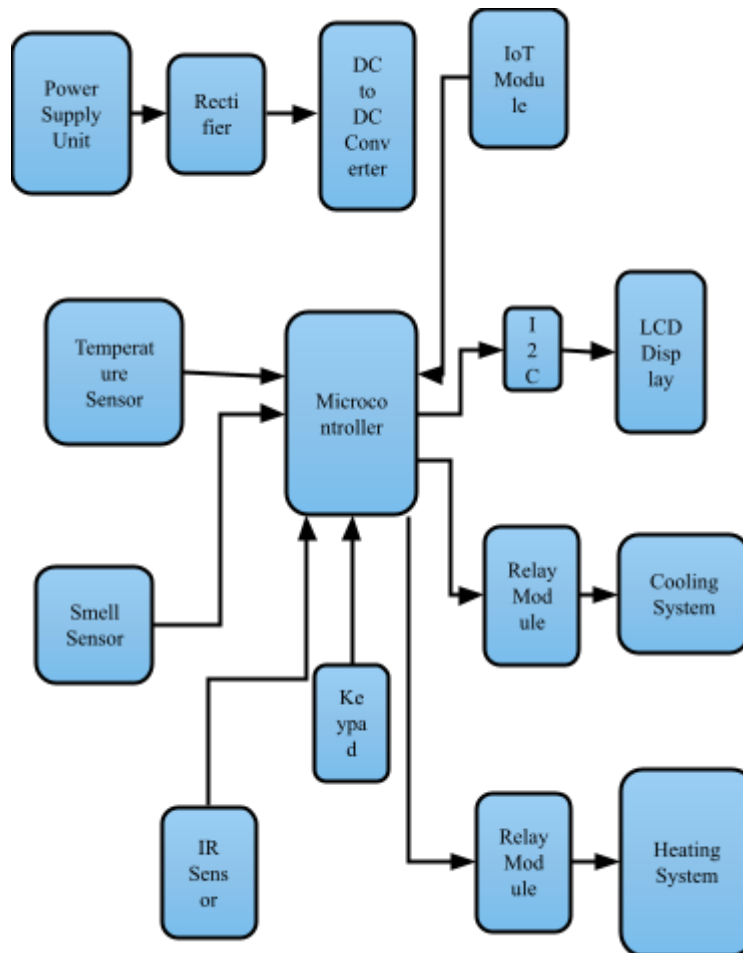 Power
Supply
Unit
Recti
fier
DC
to
DC
Conv
erter
IoT
Modu
le
Temperat
ure
Sensor
Microco
ntroller
I
2
C
LCD
Disp
lay
Smell
Sensor
Relay
Mod
ule
Cooling
System
Ke
ypa
d
IR
Sens
or
Relay
Mod
ule
Heating
System